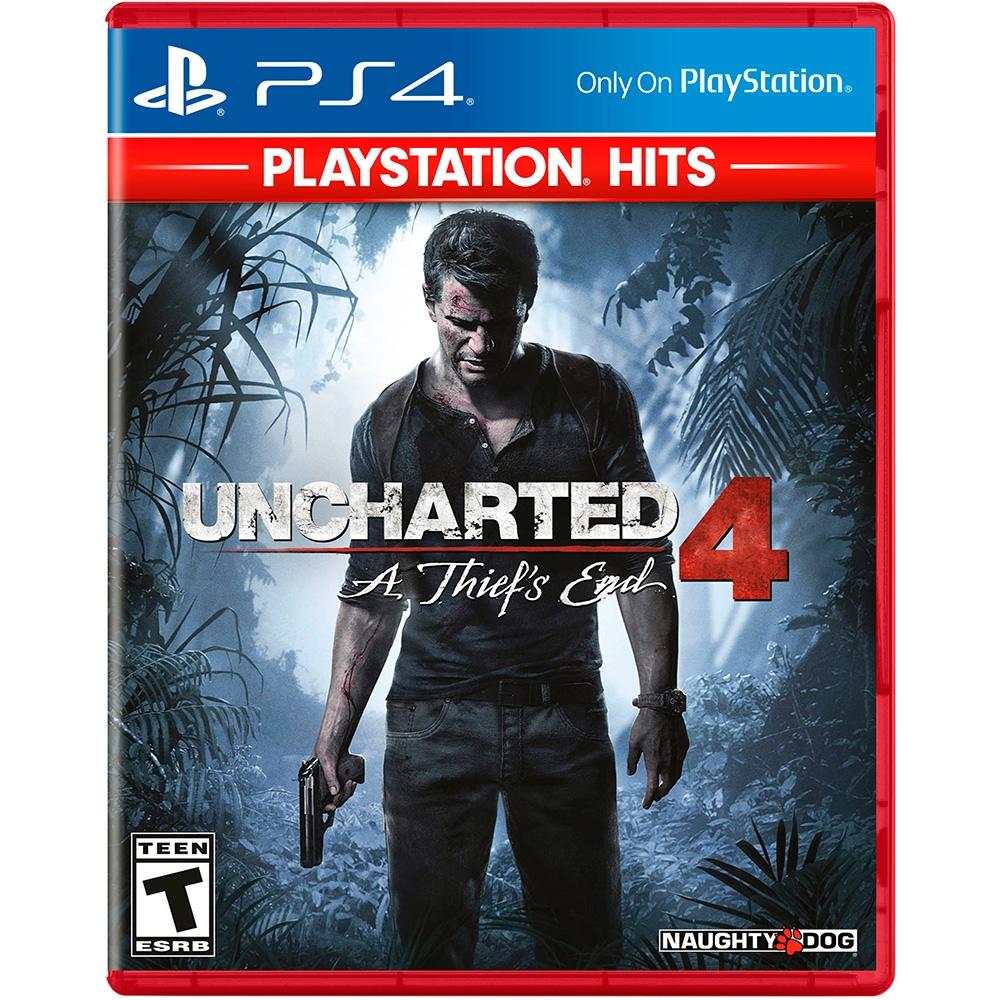 PS4
Only On PlayStation®
PLAYSTATION® HITS
UNCHARTED 4
A Thief's End
TEEN
T
ESRB
NAUGHTY DOG